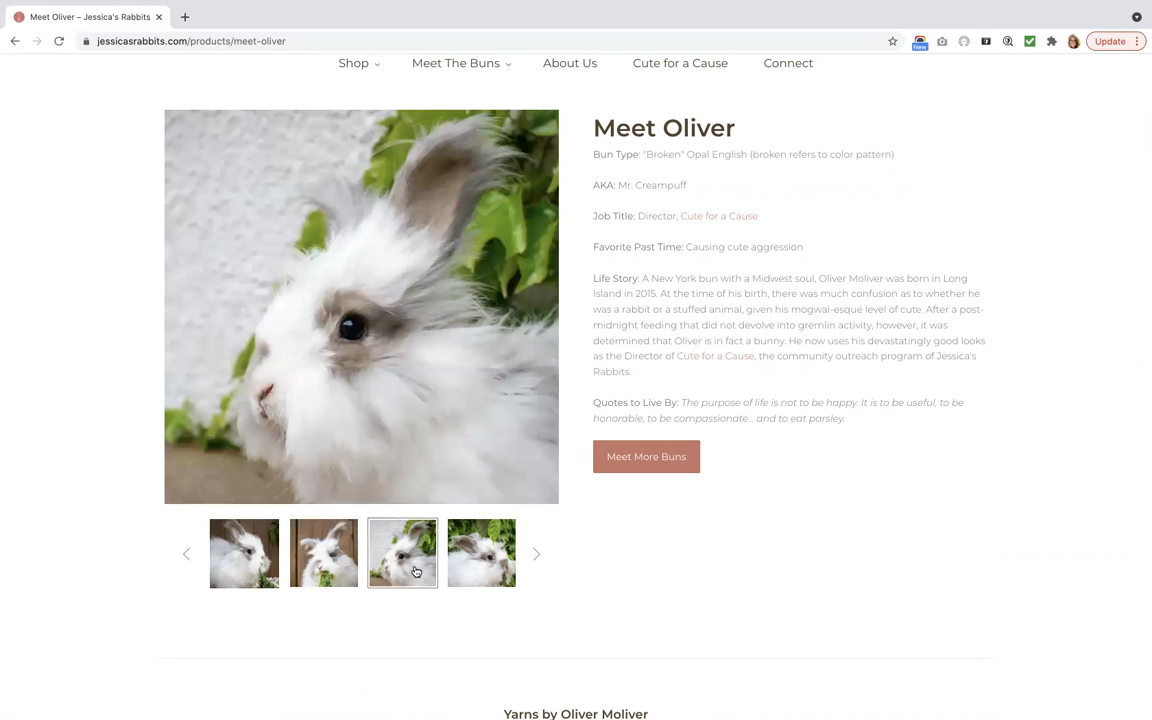 Meet Oliver – Jessica's Rabbits
jessicasrabbits.com/products/meet-oliver
New
Update
Shop
Meet The Buns
About Us
Cute for a Cause
Connect
Meet Oliver
Bun Type: "Broken" Opal English (broken refers to color pattern)
AKA: Mr. Creampuff
Job Title: Director, Cute for a Cause
Favorite Past Time: Causing cute aggression
Life Story: A New York bun with a Midwest soul, Oliver Moliver was born in Long
Island in 2015. At the time of his birth, there was much confusion as to whether he
was a rabbit or a stuffed animal, given his mogwai-esque level of cute. After a post-
midnight feeding that did not devolve into gremlin activity, however, it was
determined that Oliver is in fact a bunny. He now uses his devastatingly good looks
as the Director of Cute for a Cause, the community outreach program of Jessica's
Rabbits.
Quotes to Live By: The purpose of life is not to be happy. It is to be useful, to be
honorable, to be compassionate... and to eat parsley.
Meet More Buns
Yarns by Oliver Moliver